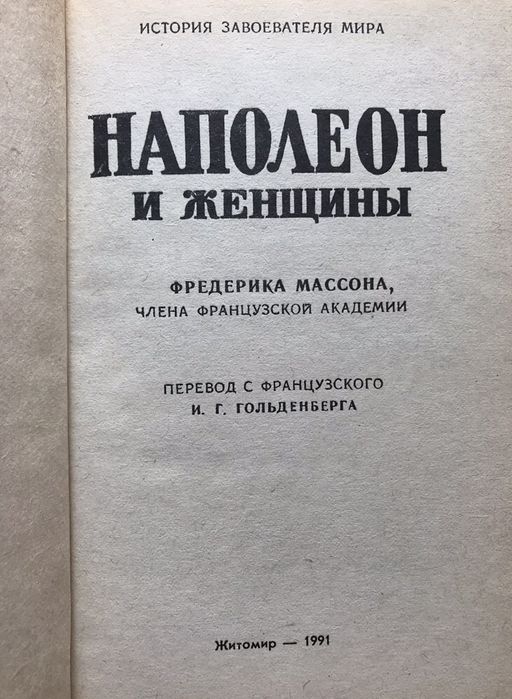 ИСТОРИЯ ЗАВОЕВАТЕЛЯ МИРА
НАПОЛЕОН
И ЖЕНЩИНЫ
ФРЕДЕРИКА МАССОНА,
ЧЛЕНА ФРАНЦУЗСКОЙ АКАДЕМИИ
ПЕРЕВОД С ФРАНЦУЗСКОГО
И. Г. ГОЛЬДЕНБЕРГА
Житомир — 1991